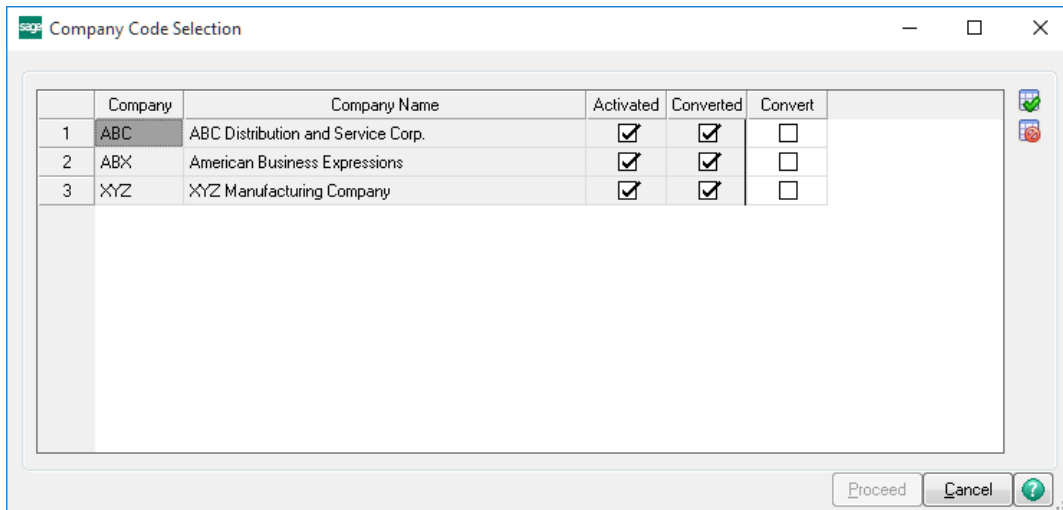 sage Company Code Selection
Company Company Name Activated Converted Convert
1 ABC ABC Distribution and Service Corp.
2 ABX American Business Expressions
3 XYZ XYZ Manufacturing Company
Proceed Cancel ?